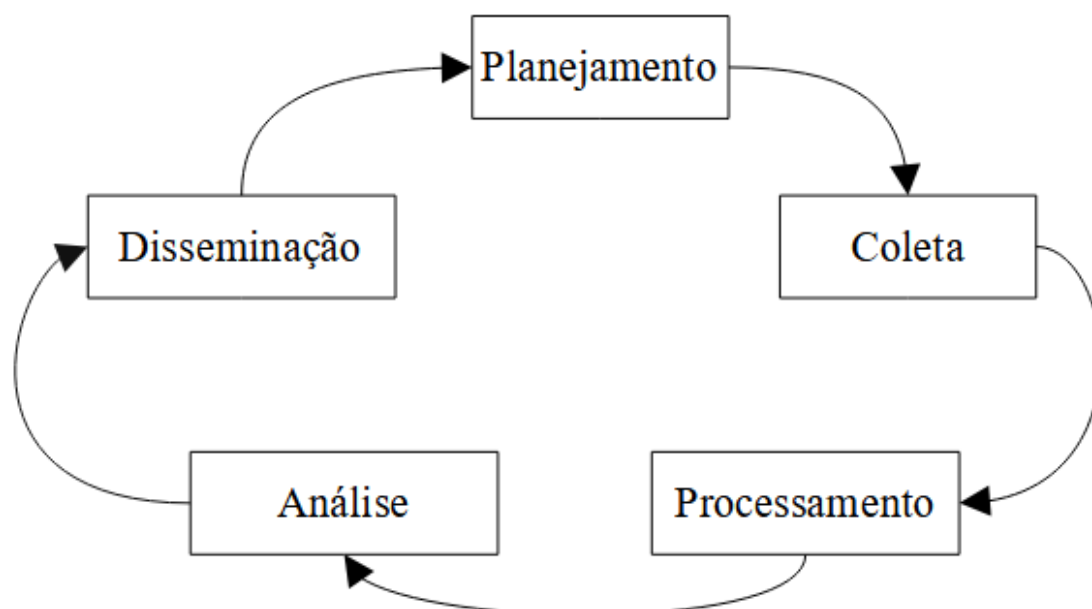 Planejamento
Coleta
Processamento
Análise
Disseminação